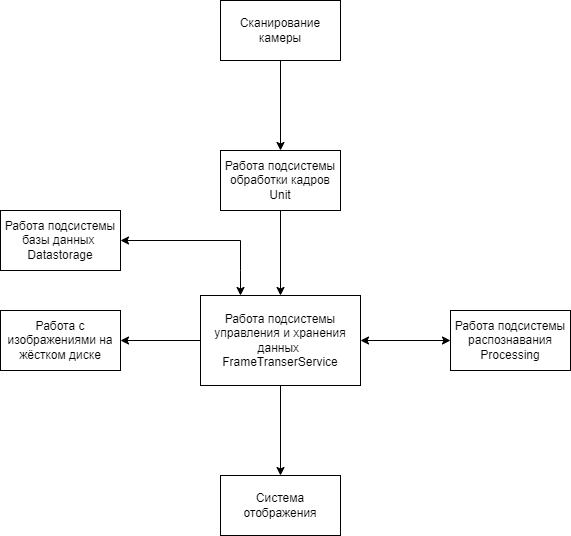 Сканирование
камеры
Работа подсистемы
обработки кадров
Unit
Работа подсистемы
базы данных
Datastorage
Работа подсистемы
управления и хранения
данных
FrameTranserService
Работа с
изображениями на
жёстком диске
Работа подсистемы
распознавания
Processing
Система
отображения